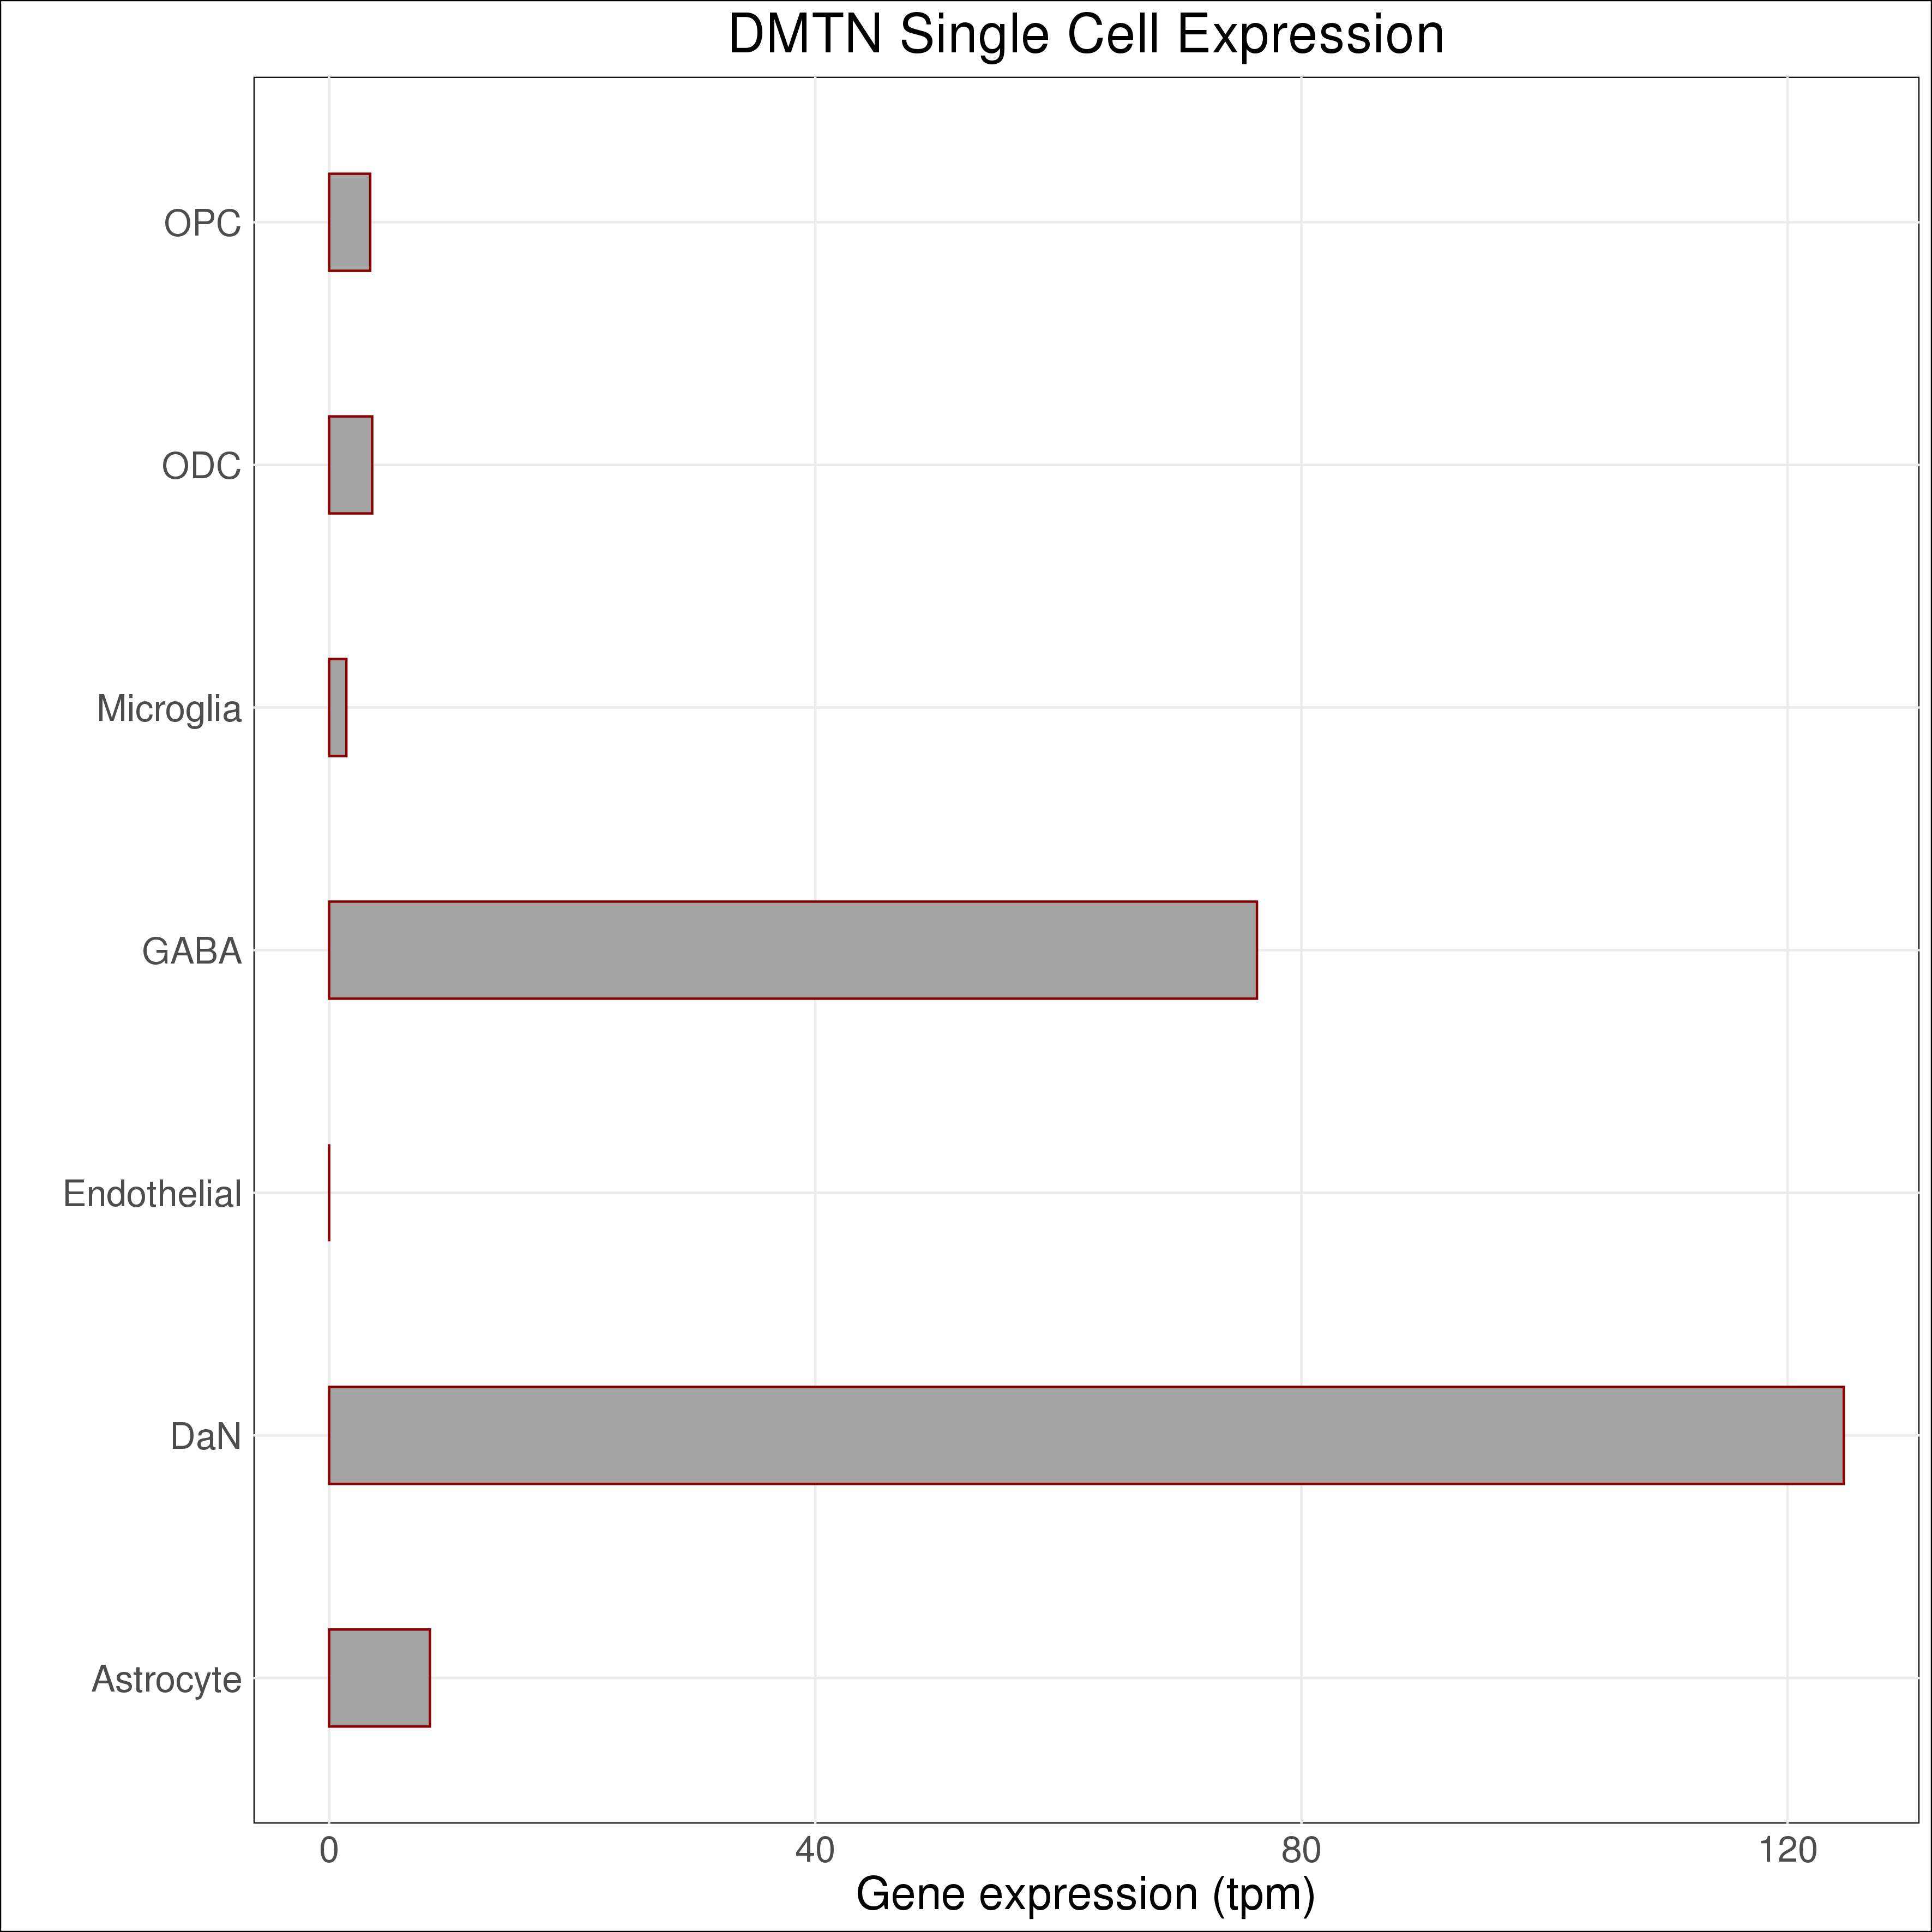 DMTN Single Cell Expression
OPC
ODC
Microglia
GABA
Endothelial
DaN
Astrocyte
0 40 80 120
Gene expression (tpm)